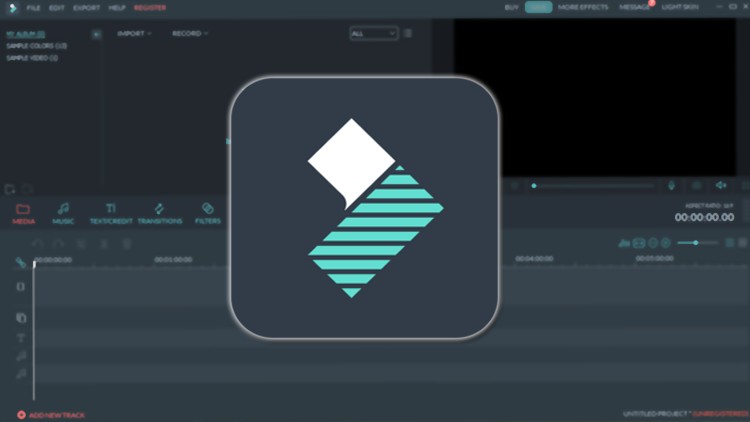 FILE EDIT EXPORT HELP REGISTER
BUY MORE EFFECTS MESSAGE LIGHT SKIN
MY ALBUM (0)
SAMPLE COLORS (13)
SAMPLE VIDEO (1)
IMPORT RECORD ALL
MEDIA MUSIC TEXT/CREDIT TRANSITIONS FILTERS
ASPECT RATIO: 16:9
00:00:00.00
00:00:00:00 00:01:00:00 00:04:00:00 00:05:00:00
ADD NEW TRACK
UNTITLED PROJECT * (UNREGISTERED)